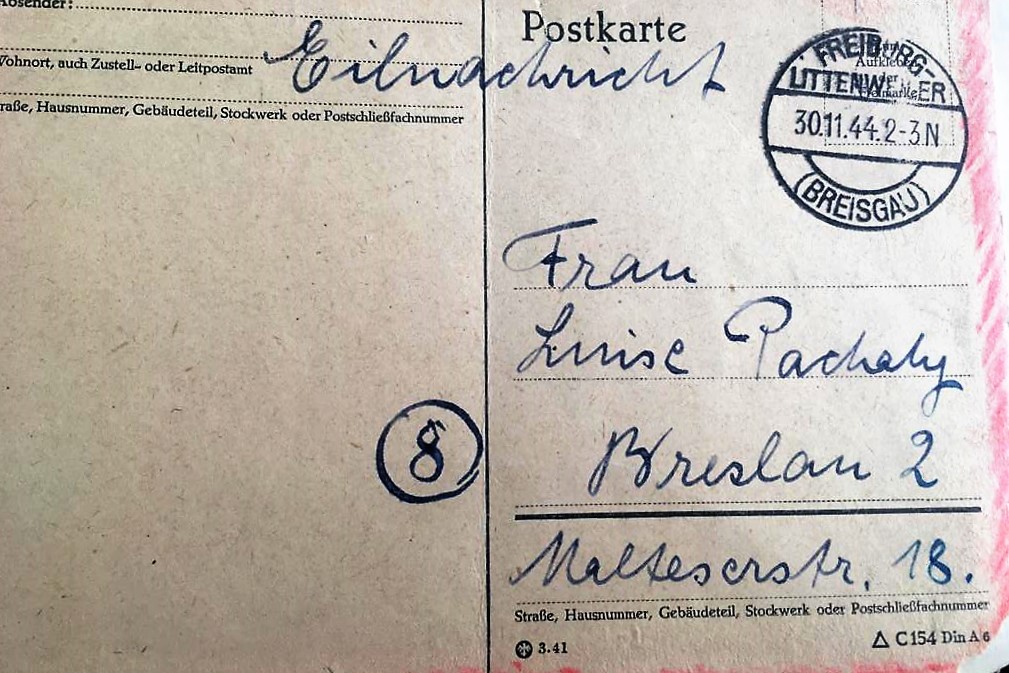 Absender:
Wohnort, auch Zustell- oder Leitpostamt
Straße, Hausnummer, Gebäudeteil, Stockwerk oder Postschließfachnummer
Postkarte
Eilnachricht
FREIBURG-
LITTENWEILER
30.11.44.2-3N
(BREISGAU)
Frau
Luise Pachaly
8
Breslau 2
Malteserstr. 18.
Straße, Hausnummer, Gebäudeteil, Stockwerk oder Postschließfachnummer
3.41
C 154 Din A 6